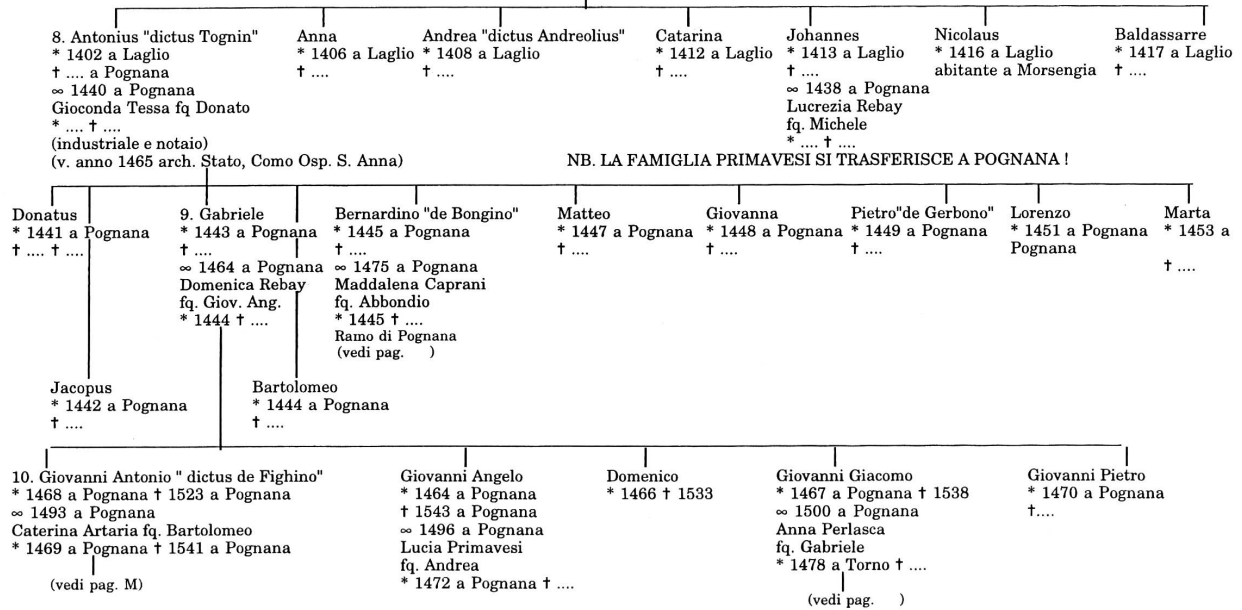 8. Antonius "dictus Tognin"
* 1402 a Laglio
† .... a Pognana
∞ 1440 a Pognana
Gioconda Tessa fq Donato
* .... † ....
(industriale e notaio)
(v. anno 1465 arch. Stato, Como Osp. S. Anna)
Anna
* 1406 a Laglio
† ....
Andrea "dictus Andreolius"
* 1408 a Laglio
† ....
Catarina
* 1412 a Laglio
† ....
Johannes
* 1413 a Laglio
† ....
∞ 1438 a Pognana
Lucrezia Rebay
fq. Michele
* .... † ....
Nicolaus
* 1416 a Laglio
abitante a Morsengia
Baldassarre
* 1417 a Laglio
† ....
NB. LA FAMIGLIA PRIMAVESI SI TRASFERISCE A POGNANA !
Donatus
* 1441 a Pognana
† .... † ....
9. Gabriele
* 1443 a Pognana
† ....
∞ 1464 a Pognana
Domenica Rebay
fq. Giov. Ang.
* 1444 † ....
Bernardino "de Bongino"
* 1445 a Pognana
† ....
∞ 1475 a Pognana
Maddalena Caprani
fq. Abbondio
* 1445 † ....
Ramo di Pognana
(vedi pag. )
Matteo
* 1447 a Pognana
† ....
Giovanna
* 1448 a Pognana
† ....
Pietro"de Gerbono"
* 1449 a Pognana
† ....
Lorenzo
* 1451 a Pognana
Pognana
Marta
* 1453 a
† ....
Jacopus
* 1442 a Pognana
† ....
Bartolomeo
* 1444 a Pognana
† ....
10. Giovanni Antonio " dictus de Fighino"
* 1468 a Pognana † 1523 a Pognana
∞ 1493 a Pognana
Caterina Artaria fq. Bartolomeo
* 1469 a Pognana † 1541 a Pognana
(vedi pag. M)
Giovanni Angelo
* 1464 a Pognana
† 1543 a Pognana
∞ 1496 a Pognana
Lucia Primavesi
fq. Andrea
* 1472 a Pognana † ....
Domenico
* 1466 † 1533
Giovanni Giacomo
* 1467 a Pognana † 1538
∞ 1500 a Pognana
Anna Perlasca
fq. Gabriele
* 1478 a Torno † ....
(vedi pag. )
Giovanni Pietro
* 1470 a Pognana
†....